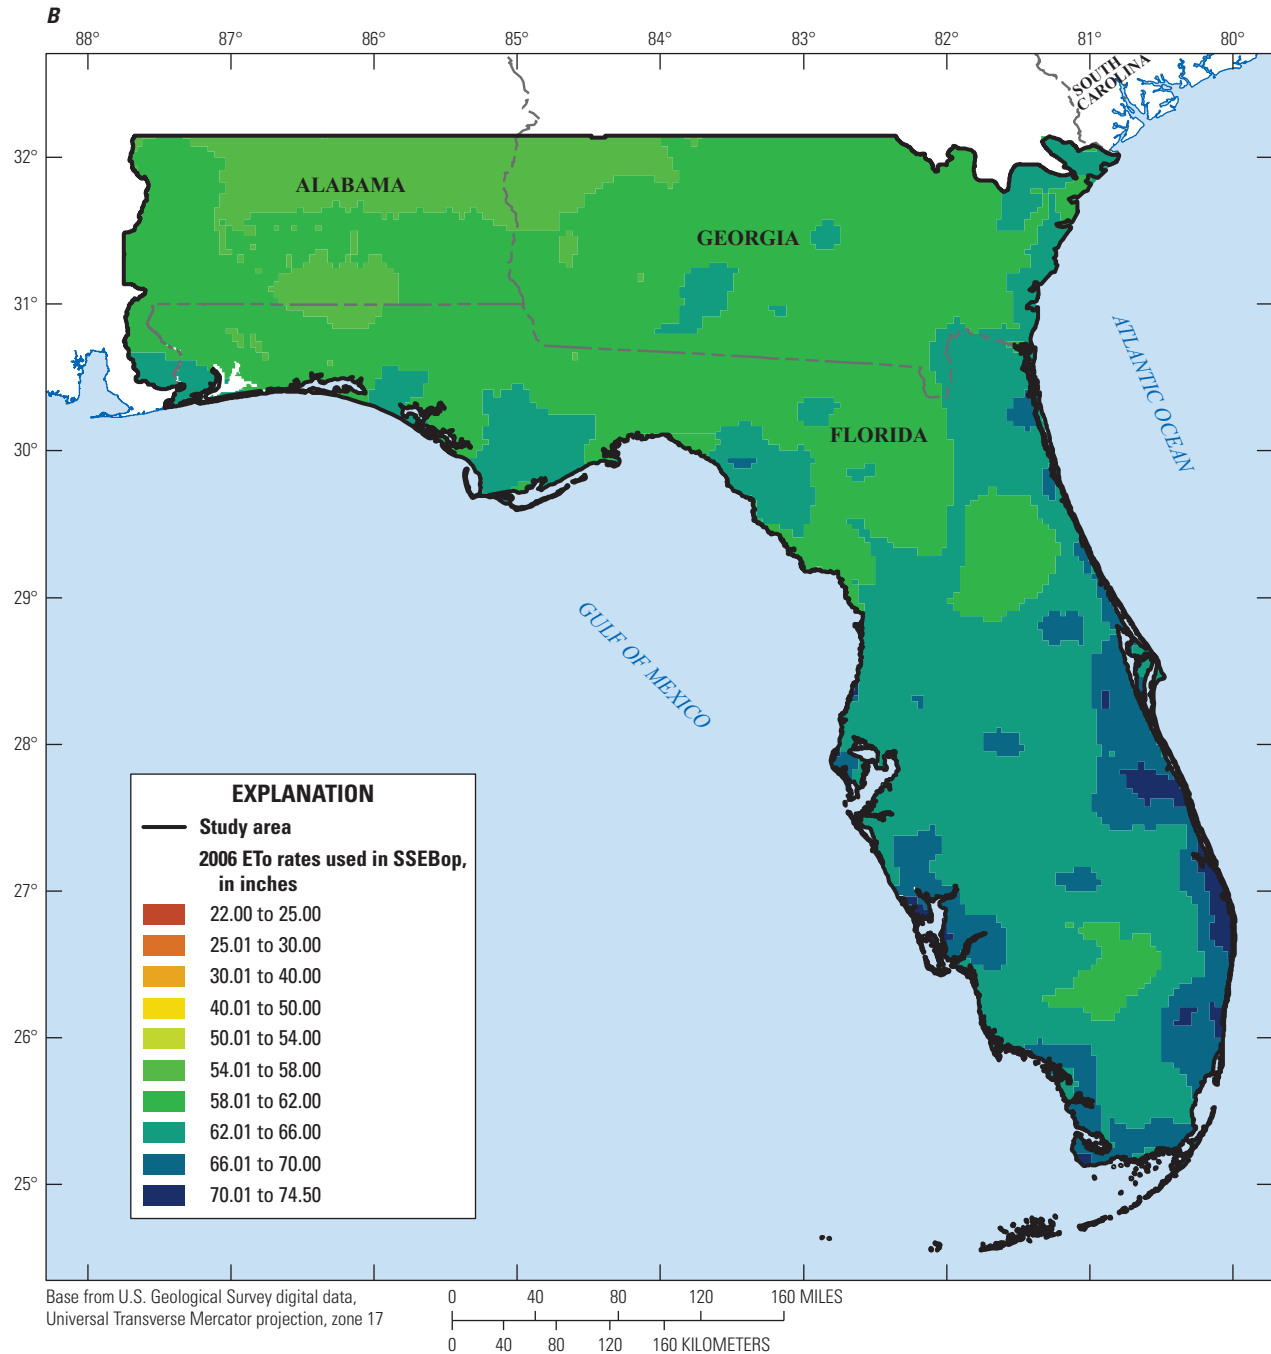 B
88° 87° 86° 85° 84° 83° 82° 81° 80°
SOUTH
CAROLINA
32°
ALABAMA
GEORGIA
31°
ATLANTIC OCEAN
FLORIDA
30°
29°
GULF OF MEXICO
28°
EXPLANATION
Study area
2006 ETo rates used in SSEBop,
in inches
22.00 to 25.00
25.01 to 30.00
30.01 to 40.00
40.01 to 50.00
50.01 to 54.00
54.01 to 58.00
58.01 to 62.00
62.01 to 66.00
66.01 to 70.00
70.01 to 74.50
27°
26°
25°
Base from U.S. Geological Survey digital data,
Universal Transverse Mercator projection, zone 17
0 40 80 120 160 MILES
0 40 80 120 160 KILOMETERS